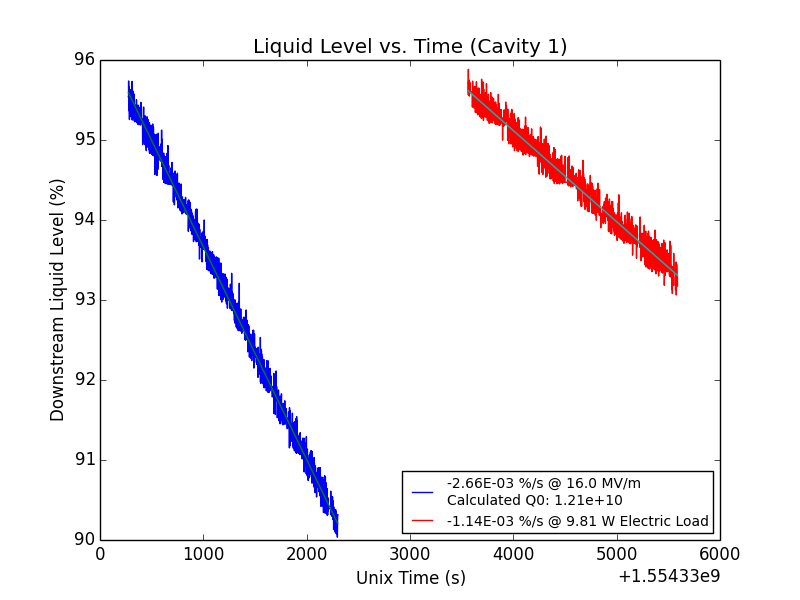 Liquid Level vs. Time (Cavity 1)
Downstream Liquid Level (%)
96
95
94
93
92
91
90
0
1000
2000
3000
4000
5000
6000
Unix Time (s)
+1.55433e9
-2.66E-03 %/s @ 16.0 MV/m
Calculated Q0: 1.21e+10
-1.14E-03 %/s @ 9.81 W Electric Load